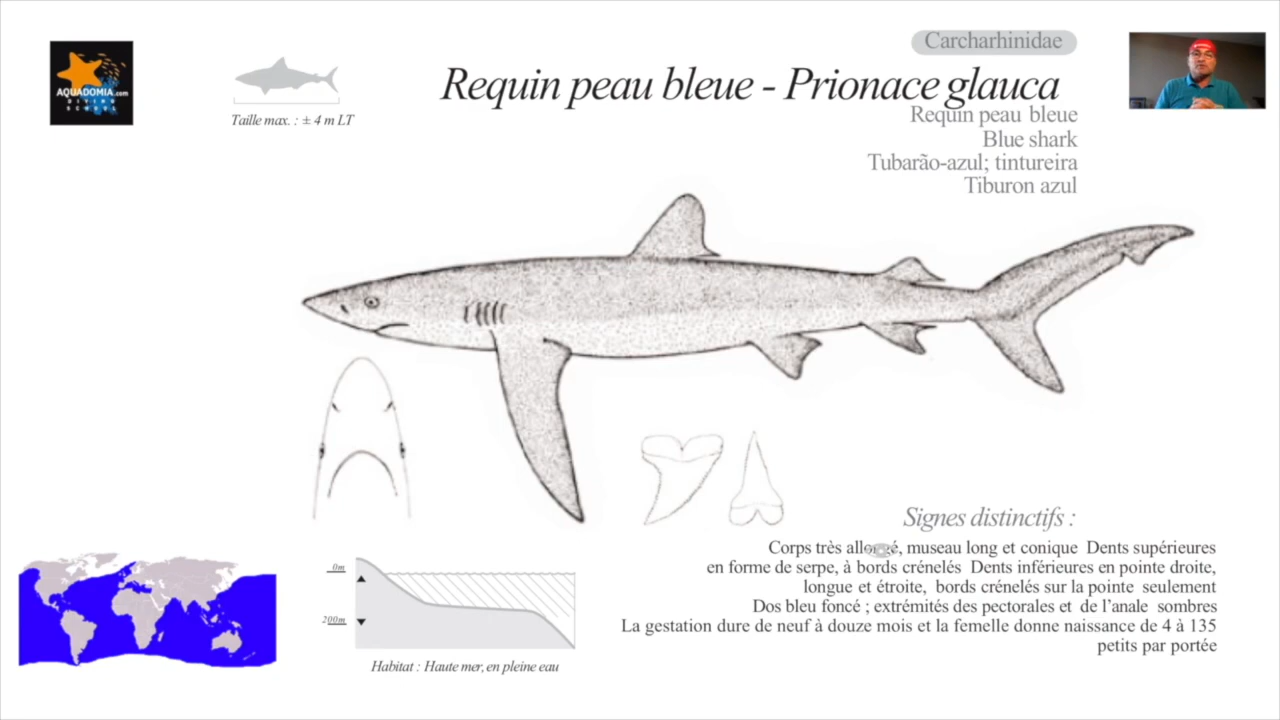 Carcharhinidae
Requin peau bleue - Prionace glauca
Requin peau bleue
Blue shark
Tubarão-azul; tintureira
Tiburon azul
AQUADOMIA.com
DIVING
SCHOOL
Taille max. : ± 4 m LT
Signes distinctifs :
Corps très allongé, museau long et conique Dents supérieures
en forme de serpe, à bords crénelés Dents inférieures en pointe droite,
longue et étroite, bords crénelés sur la pointe seulement
Dos bleu foncé ; extrémités des pectorales et de l'anale sombres
La gestation dure de neuf à douze mois et la femelle donne naissance de 4 à 135
petits par portée
0m
200m
Habitat : Haute mer, en pleine eau